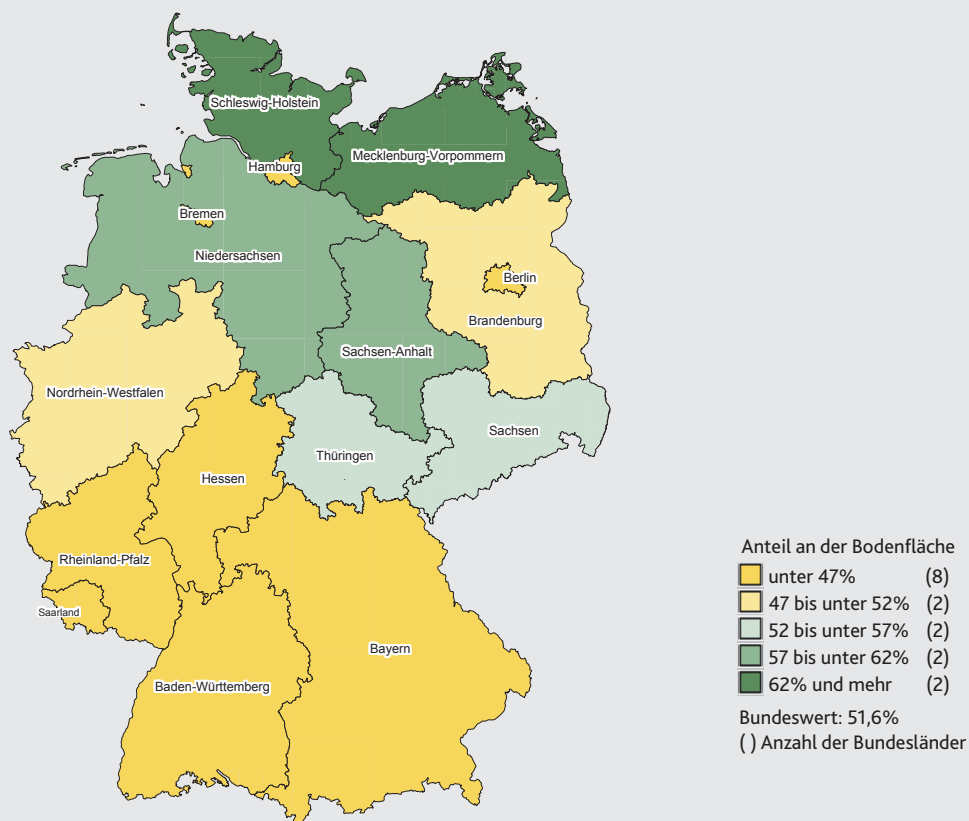 Schleswig-Holstein
Mecklenburg-Vorpommern
Hamburg
Bremen
Niedersachsen
Berlin
Brandenburg
Sachsen-Anhalt
Nordrhein-Westfalen
Sachsen
Thüringen
Hessen
Rheinland-Pfalz
Saarland
Bayern
Baden-Württemberg
Anteil an der Bodenfläche
unter 47% (8)
47 bis unter 52% (2)
52 bis unter 57% (2)
57 bis unter 62% (2)
62% und mehr (2)
Bundeswert: 51,6%
( ) Anzahl der Bundesländer